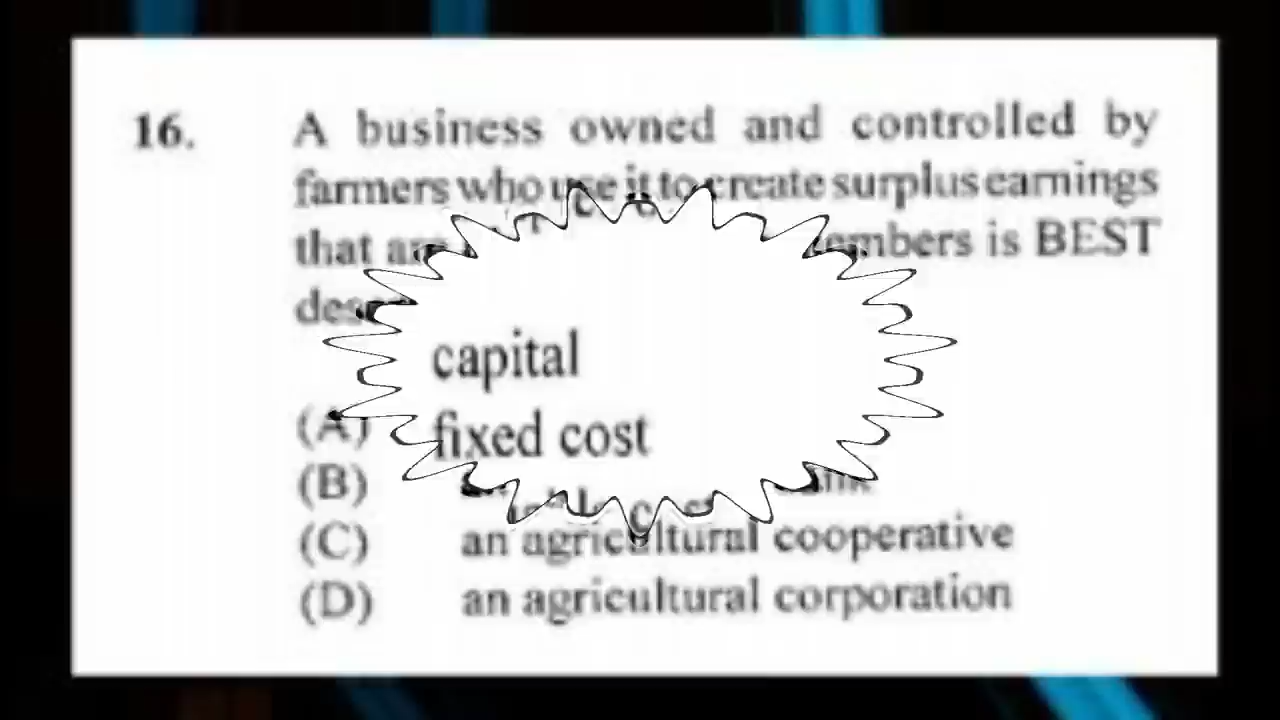 16. A business owned and controlled by
farmers who use it to create surplus earnings
that are members is BEST
capital
(A)
fixed cost
(B)
(C) an agricultural cooperative
(D) an agricultural corporation